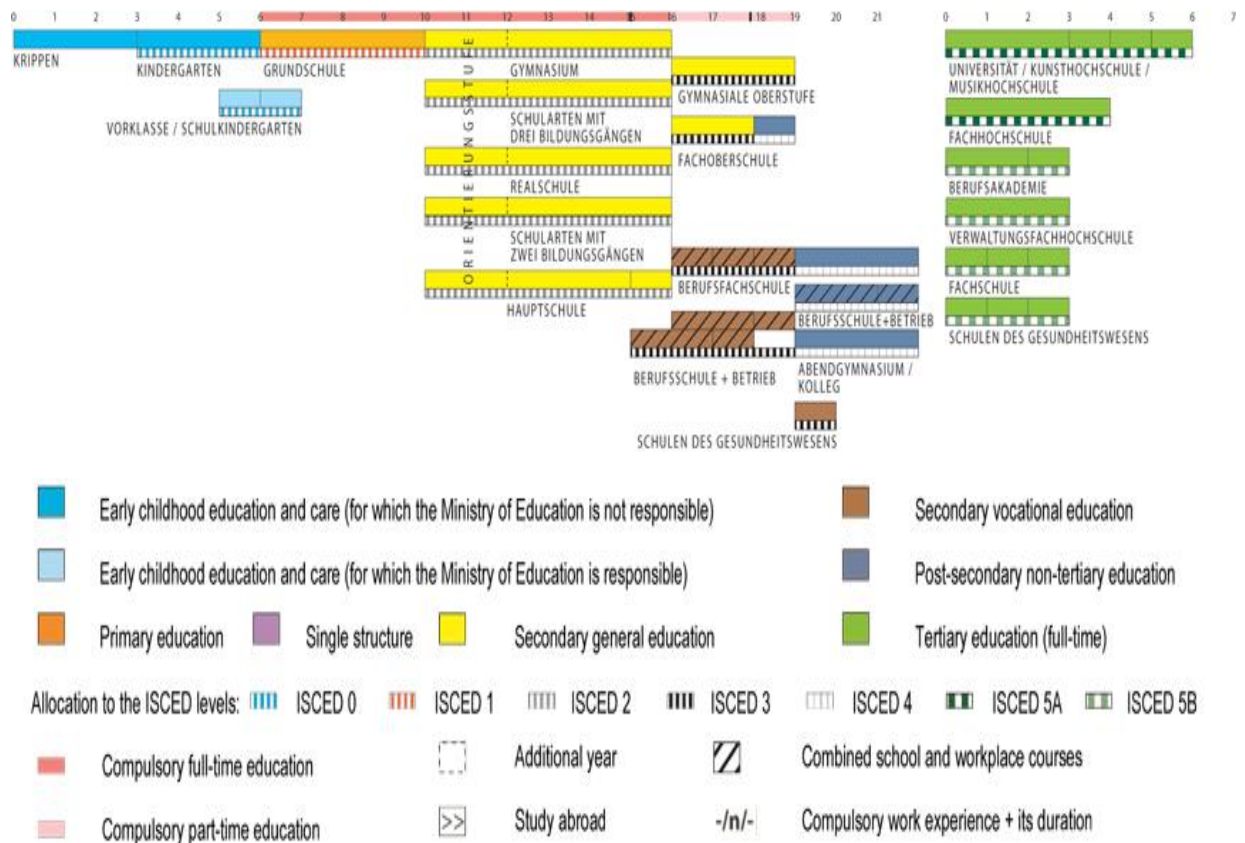 0 1 2 3 4 5 6 7 8 9 10 11 12 13 14 15 16 17 18 19 20 21 0 1 2 3 4 5 6 7
KRIPPEN
KINDERGARTEN
GRUNDSCHULE
VORKLASSE / SCHULKINDERGARTEN
ORIENTIERUNGSSTUFE
GYMNASIUM
SCHULARTEN MIT
DREI BILDUNGSGÄNGEN
REALSCHULE
SCHULARTEN MIT
ZWEI BILDUNGSGÄNGEN
HAUPTSCHULE
GYMNASIALE OBERSTUFE
FACHOBERSCHULE
BERUFSFACHSCHULE
BERUFSSCHULE+BETRIEB
BERUFSSCHULE + BETRIEB
ABENDGYMNASIUM /
KOLLEG
SCHULEN DES GESUNDHEITSWESENS
UNIVERSITÄT / KUNSTHOCHSCHULE /
MUSIKHOCHSCHULE
FACHHOCHSCHULE
BERUFSAKADEMIE
VERWALTUNGSFACHHOCHSCHULE
FACHSCHULE
SCHULEN DES GESUNDHEITSWESENS
Early childhood education and care (for which the Ministry of Education is not responsible)
Secondary vocational education
Early childhood education and care (for which the Ministry of Education is responsible)
Post-secondary non-tertiary education
Primary education
Single structure
Secondary general education
Tertiary education (full-time)
Allocation to the ISCED levels: ISCED 0 ISCED 1 ISCED 2 ISCED 3 ISCED 4 ISCED 5A ISCED 5B
Compulsory full-time education
Additional year
Combined school and workplace courses
Compulsory part-time education
>> Study abroad
-/n/- Compulsory work experience + its duration